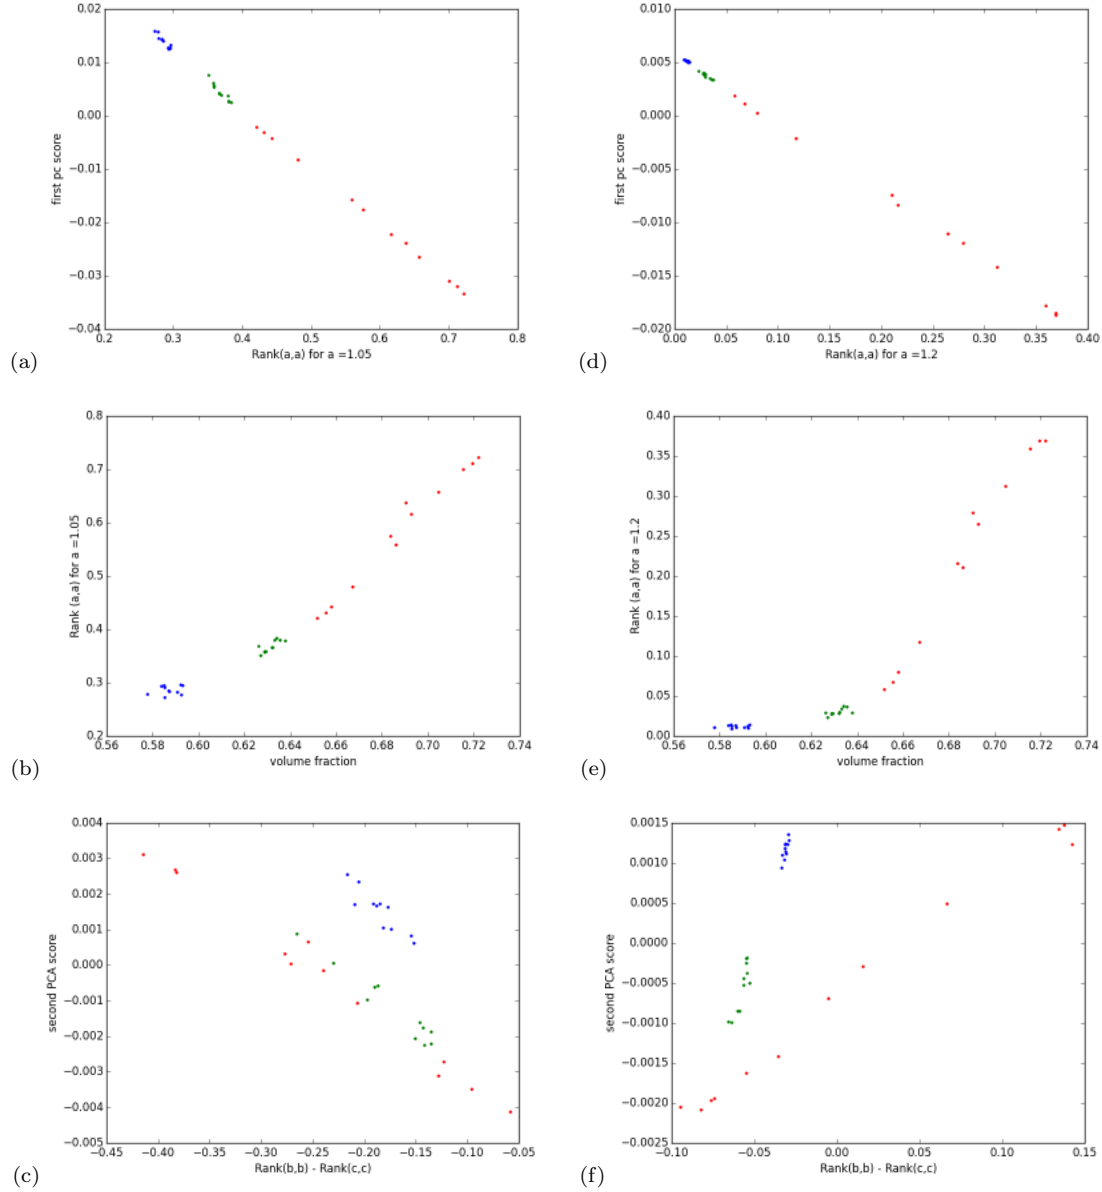 0.02
0.01
0.00
−0.01
−0.02
−0.03
−0.04
first pc score
0.2 0.3 0.4 0.5 0.6 0.7 0.8
Rank(a,a) for a =1.05
(a)
0.010
0.005
0.000
−0.005
−0.010
−0.015
−0.020
first pc score
0.00 0.05 0.10 0.15 0.20 0.25 0.30 0.35 0.40
Rank(a,a) for a =1.2
(d)
0.8
0.7
0.6
0.5
0.4
0.3
0.2
Rank (a,a) for a =1.05
0.56 0.58 0.60 0.62 0.64 0.66 0.68 0.70 0.72 0.74
volume fraction
(b)
0.40
0.35
0.30
0.25
0.20
0.15
0.10
0.05
0.00
Rank (a,a) for a =1.2
0.56 0.58 0.60 0.62 0.64 0.66 0.68 0.70 0.72 0.74
volume fraction
(e)
0.004
0.003
0.002
0.001
0.000
−0.001
−0.002
−0.003
−0.004
−0.005
second PCA score
−0.45 −0.40 −0.35 −0.30 −0.25 −0.20 −0.15 −0.10 −0.05
Rank(b,b) - Rank(c,c)
(c)
0.0015
0.0010
0.0005
0.0000
−0.0005
−0.0010
−0.0015
−0.0020
−0.0025
second PCA score
−0.10 −0.05 0.00 0.05 0.10 0.15
Rank(b,b) - Rank(c,c)
(f)